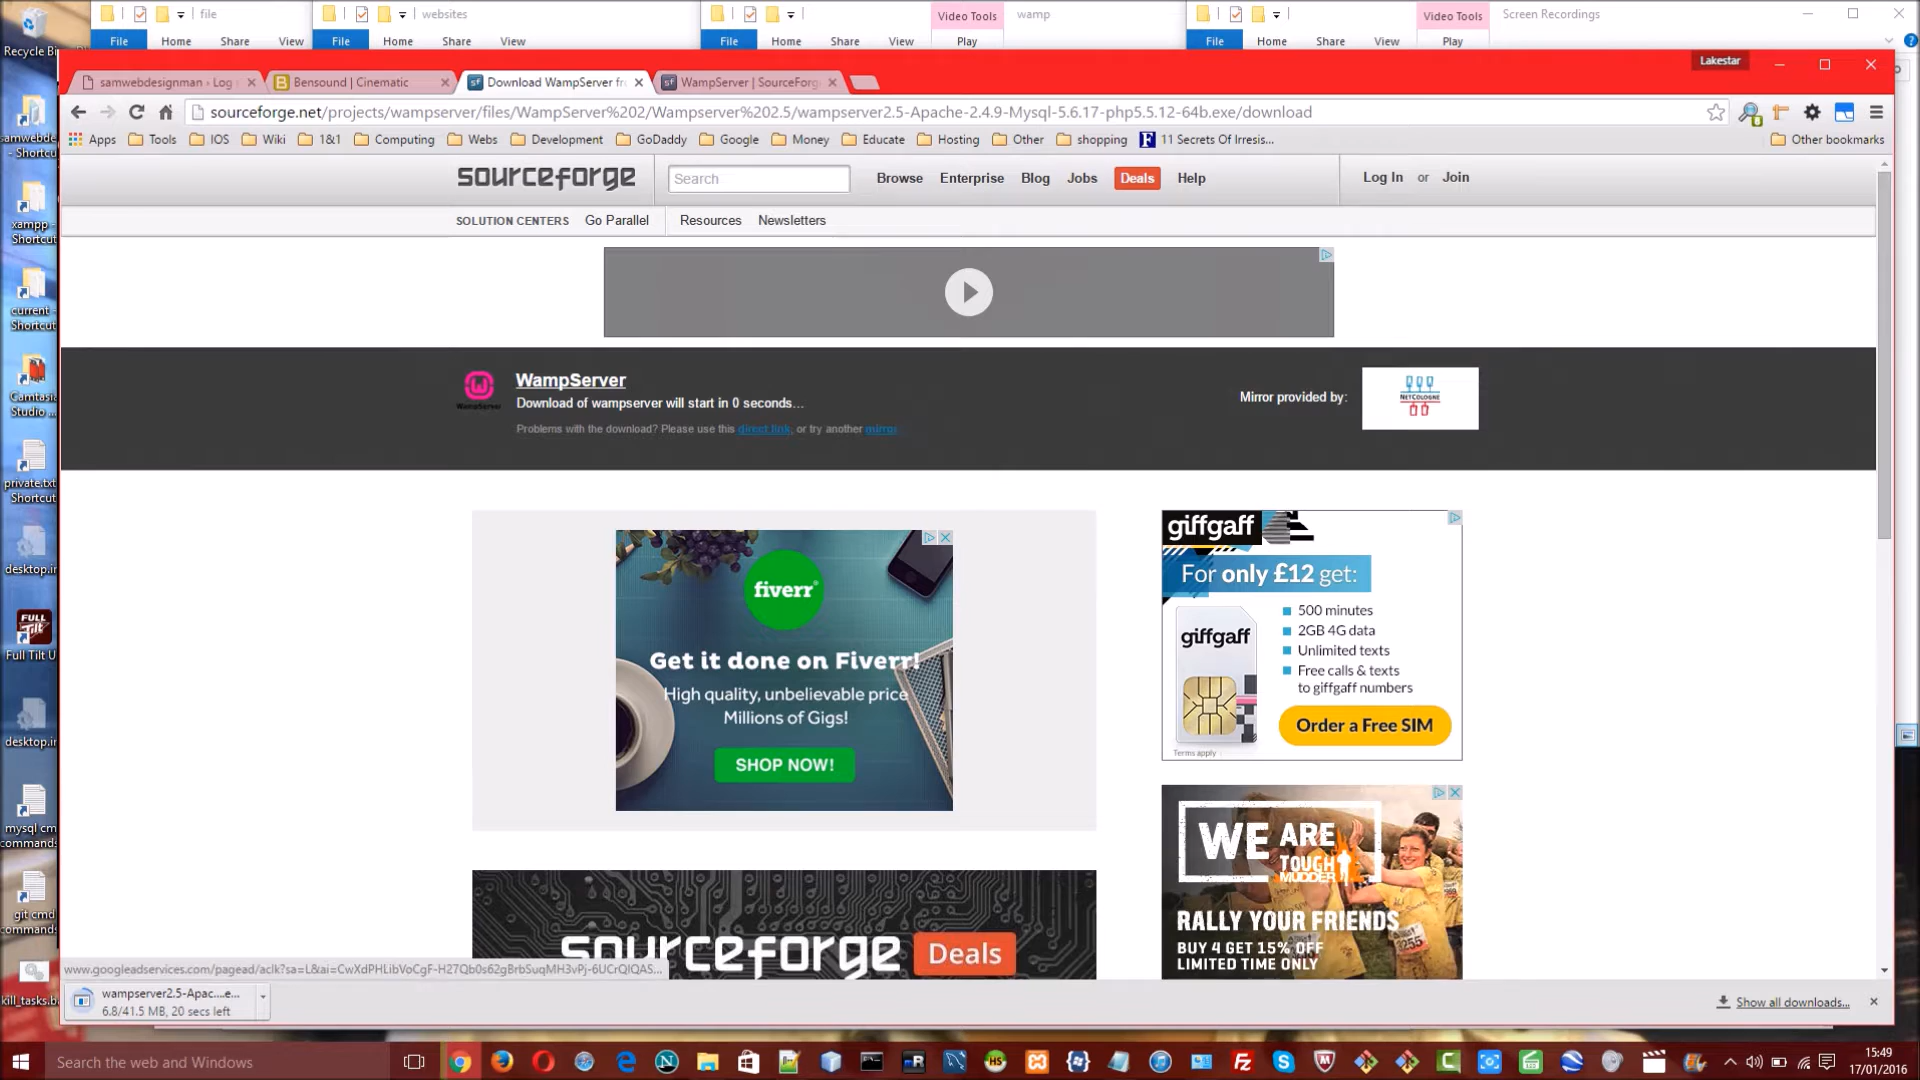 file
websites
wamp
Screen Recordings
Video Tools
Video Tools
File Home Share View
File Home Share View
File Home Share View Play
File Home Share View Play
Lakestar
samwebdesignman › Log
Bensound | Cinematic
Download WampServer fro
WampServer | SourceForg
sourceforge.net/projects/wampserver/files/WampServer%202/Wampserver%202.5/wampserver2.5-Apache-2.4.9-Mysql-5.6.17-php5.5.12-64b.exe/download
Apps Tools IOS Wiki 1&1 Computing Webs Development GoDaddy Google Money Educate Hosting Other shopping 11 Secrets Of Irresis... Other bookmarks
sourceforge
Search
Browse Enterprise Blog Jobs Deals Help
Log In or Join
SOLUTION CENTERS Go Parallel Resources Newsletters
WampServer
WampServer
Download of wampserver will start in 0 seconds...
Problems with the download? Please use this direct link, or try another mirror.
Mirror provided by:
NETCOLOGNE
fiverr
Get it done on Fiverr!
High quality, unbelievable price
Millions of Gigs!
SHOP NOW!
giffgaff
For only £12 get:
500 minutes
2GB 4G data
Unlimited texts
Free calls & texts
to giffgaff numbers
giffgaff
Order a Free SIM
Terms apply
WE ARE
TOUGH
MUDDER
RALLY YOUR FRIENDS
BUY 4 GET 15% OFF
LIMITED TIME ONLY
sourceforge Deals
www.googleadservices.com/pagead/aclk?sa=L&ai=CwXdPHLibVoCgF-H27Qb0s62gBrbSuqMH3vPj-6UCrQIQAS...
wampserver2.5-Apac....e...
6.8/41.5 MB, 20 secs left
Show all downloads...
Recycle Bi
samwebde
- Shortcu
xampp -
Shortcut
current -
Shortcut
Camtasia
Studio ...
private.txt
Shortcut
desktop.in
FULL
TILT
Full Tilt U
desktop.in
mysql cm
commands
git cmd
commands
kill_tasks.ba
Search the web and Windows
15:49
17/01/2016